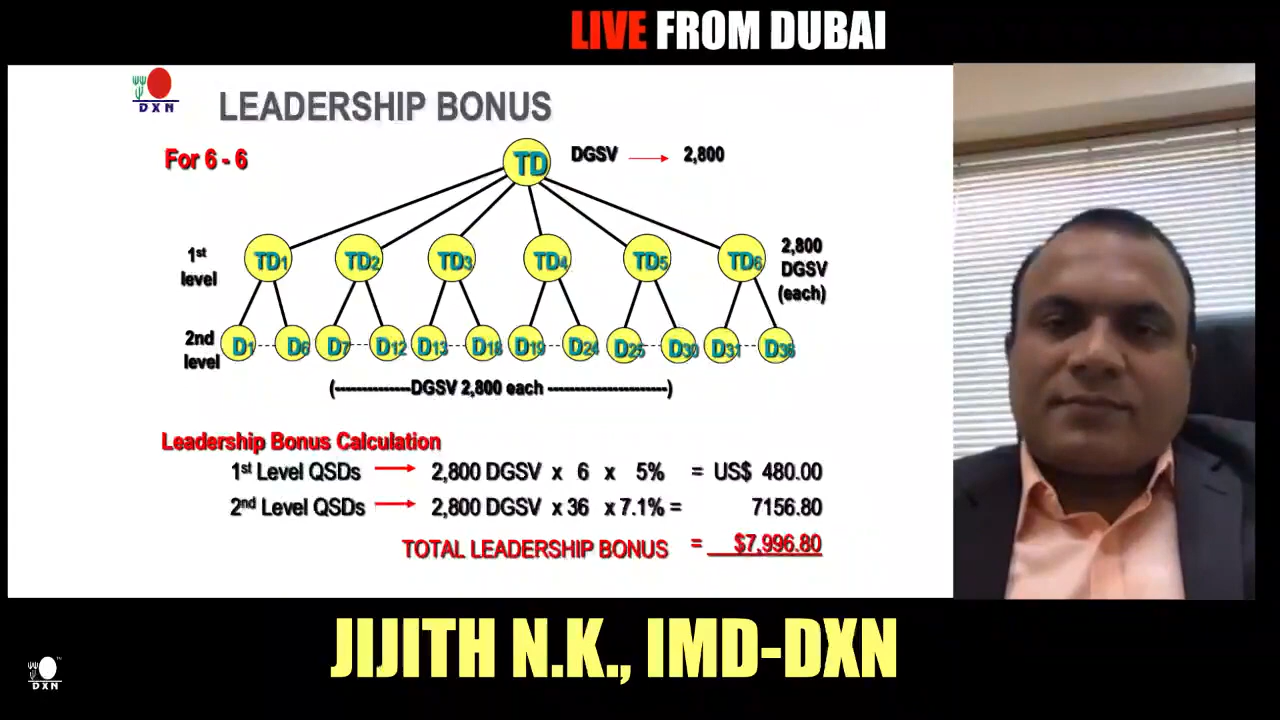 LIVE FROM DUBAI
DXN
LEADERSHIP BONUS
For 6 - 6
TD
DGSV → 2,800
1st level
TD1 TD2 TD3 TD4 TD5 TD6
2,800
DGSV
(each)
2nd level
D1 D6 D7 D12 D13 D18 D19 D24 D25 D30 D31 D36
(--------------DGSV 2,800 each ----------------------)
Leadership Bonus Calculation
1st Level QSDs → 2,800 DGSV x 6 x 5% = US$ 480.00
2nd Level QSDs → 2,800 DGSV x 36 x 7.1% = 7156.80
TOTAL LEADERSHIP BONUS = $7,996.80
JIJITH N.K., IMD-DXN
DXN